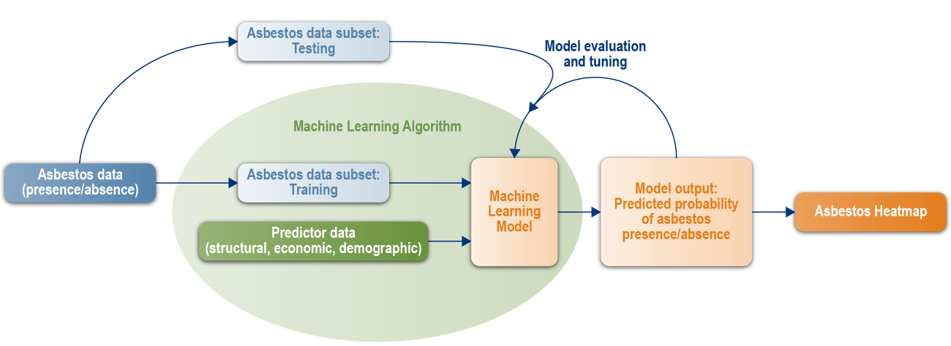 Asbestos data subset:
Testing
Model evaluation
and tuning
Machine Learning Algorithm
Asbestos data
(presence/absence)
Asbestos data subset:
Training
Predictor data
(structural, economic, demographic)
Machine
Learning
Model
Model output:
Predicted probability
of asbestos
presence/absence
Asbestos Heatmap